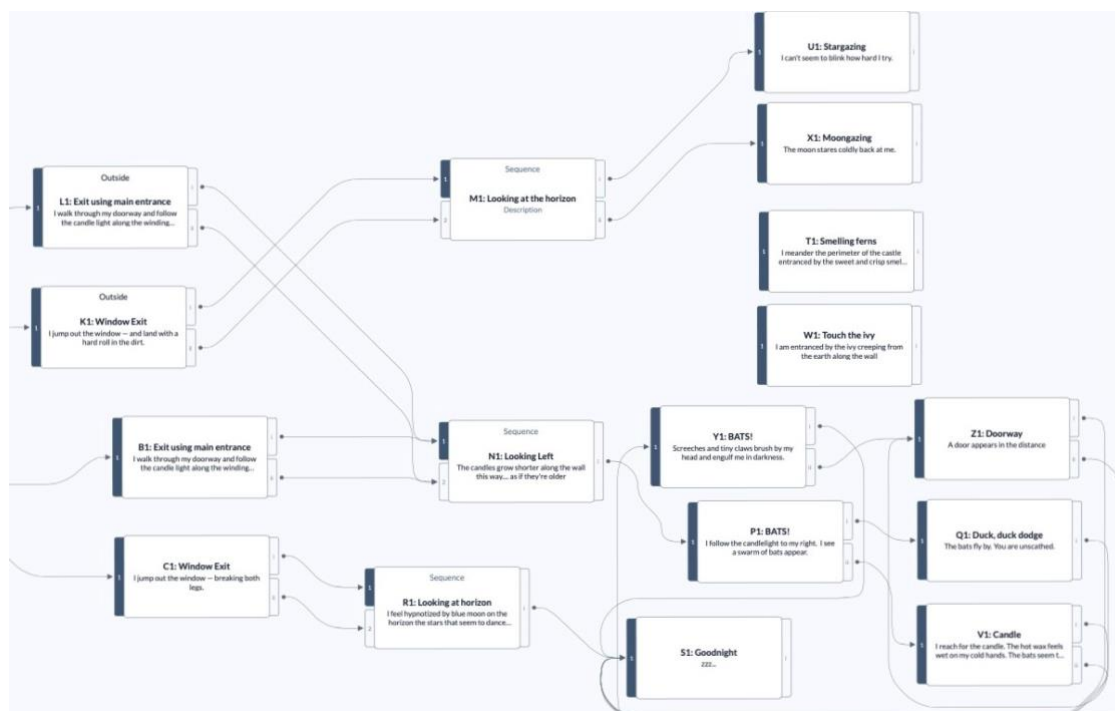 U1: Stargazing
I can't seem to blink how hard I try.
X1: Moongazing
The moon stares coldly back at me.
Outside
L1: Exit using main entrance
I walk through my doorway and follow
the candle light along the winding...
Sequence
M1: Looking at the horizon
Description
T1: Smelling ferns
I meander the perimeter of the castle
entranced by the sweet and crisp smel...
Outside
K1: Window Exit
I jump out the window — and land with a
hard roll in the dirt.
W1: Touch the ivy
I am entranced by the ivy creeping from
the earth along the wall
B1: Exit using main entrance
I walk through my doorway and follow
the candle light along the winding...
Sequence
N1: Looking Left
The candles grow shorter along the wall
this way... as if they're older
Y1: BATS!
Screeches and tiny claws brush by my
head and engulf me in darkness.
Z1: Doorway
A door appears in the distance
P1: BATS!
I follow the candlelight to my right. I see
a swarm of bats appear.
Q1: Duck, duck dodge
The bats fly by. You are unscathed.
C1: Window Exit
I jump out the window — breaking both
legs.
Sequence
R1: Looking at horizon
I feel hypnotized by blue moon on the
horizon the stars that seem to dance...
S1: Goodnight
zzz...
V1: Candle
I reach for the candle. The hot wax feels
wet on my cold hands. The bats seem t...